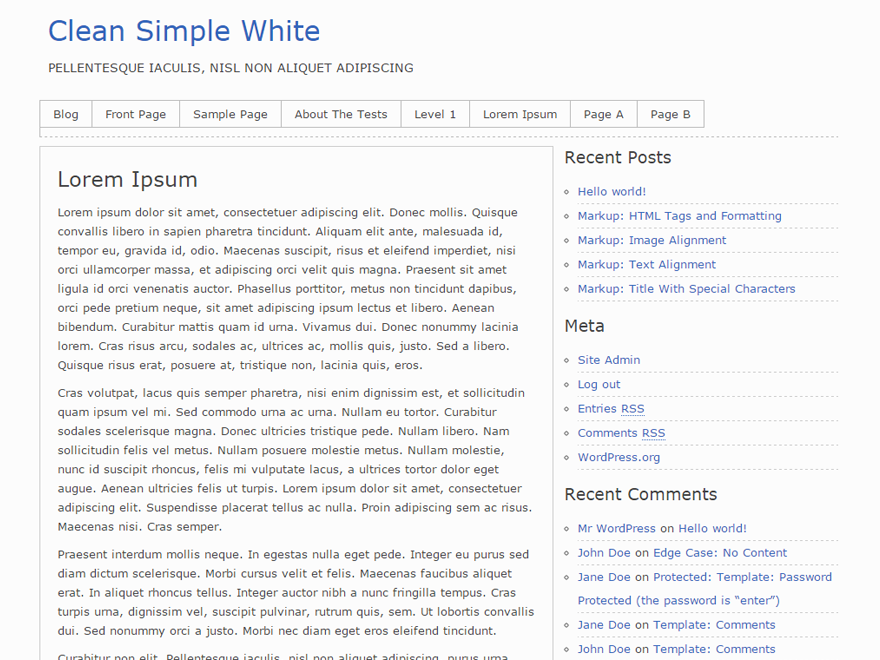 Clean Simple White
PELLENTESQUE IACULIS, NISL NON ALIQUET ADIPISCING
Blog Front Page Sample Page About The Tests Level 1 Lorem Ipsum Page A Page B
Lorem Ipsum
Lorem ipsum dolor sit amet, consectetuer adipiscing elit. Donec mollis. Quisque
convallis libero in sapien pharetra tincidunt. Aliquam elit ante, malesuada id,
tempor eu, gravida id, odio. Maecenas suscipit, risus et eleifend imperdiet, nisi
orci ullamcorper massa, et adipiscing orci velit quis magna. Praesent sit amet
ligula id orci venenatis auctor. Phasellus porttitor, metus non tincidunt dapibus,
orci pede pretium neque, sit amet adipiscing ipsum lectus et libero. Aenean
bibendum. Curabitur mattis quam id urna. Vivamus dui. Donec nonummy lacinia
lorem. Cras risus arcu, sodales ac, ultrices ac, mollis quis, justo. Sed a libero.
Quisque risus erat, posuere at, tristique non, lacinia quis, eros.
Cras volutpat, lacus quis semper pharetra, nisi enim dignissim est, et sollicitudin
quam ipsum vel mi. Sed commodo urna ac urna. Nullam eu tortor. Curabitur
sodales scelerisque magna. Donec ultricies tristique pede. Nullam libero. Nam
sollicitudin felis vel metus. Nullam posuere molestie metus. Nullam molestie,
nunc id suscipit rhoncus, felis mi vulputate lacus, a ultrices tortor dolor eget
augue. Aenean ultricies felis ut turpis. Lorem ipsum dolor sit amet, consectetuer
adipiscing elit. Suspendisse placerat tellus ac nulla. Proin adipiscing sem ac risus.
Maecenas nisi. Cras semper.
Praesent interdum mollis neque. In egestas nulla eget pede. Integer eu purus sed
diam dictum scelerisque. Morbi cursus velit et felis. Maecenas faucibus aliquet
erat. In aliquet rhoncus tellus. Integer auctor nibh a nunc fringilla tempus. Cras
turpis urna, dignissim vel, suscipit pulvinar, rutrum quis, sem. Ut lobortis convallis
dui. Sed nonummy orci a justo. Morbi nec diam eget eros eleifend tincidunt.
Curabitur non elit. Pellentesque iaculis, nisl non aliquet adipiscing, purus urna
Recent Posts
Hello world!
Markup: HTML Tags and Formatting
Markup: Image Alignment
Markup: Text Alignment
Markup: Title With Special Characters
Meta
Site Admin
Log out
Entries RSS
Comments RSS
WordPress.org
Recent Comments
Mr WordPress on Hello world!
John Doe on Edge Case: No Content
Jane Doe on Protected: Template: Password
Protected (the password is “enter”)
Jane Doe on Template: Comments
John Doe on Template: Comments